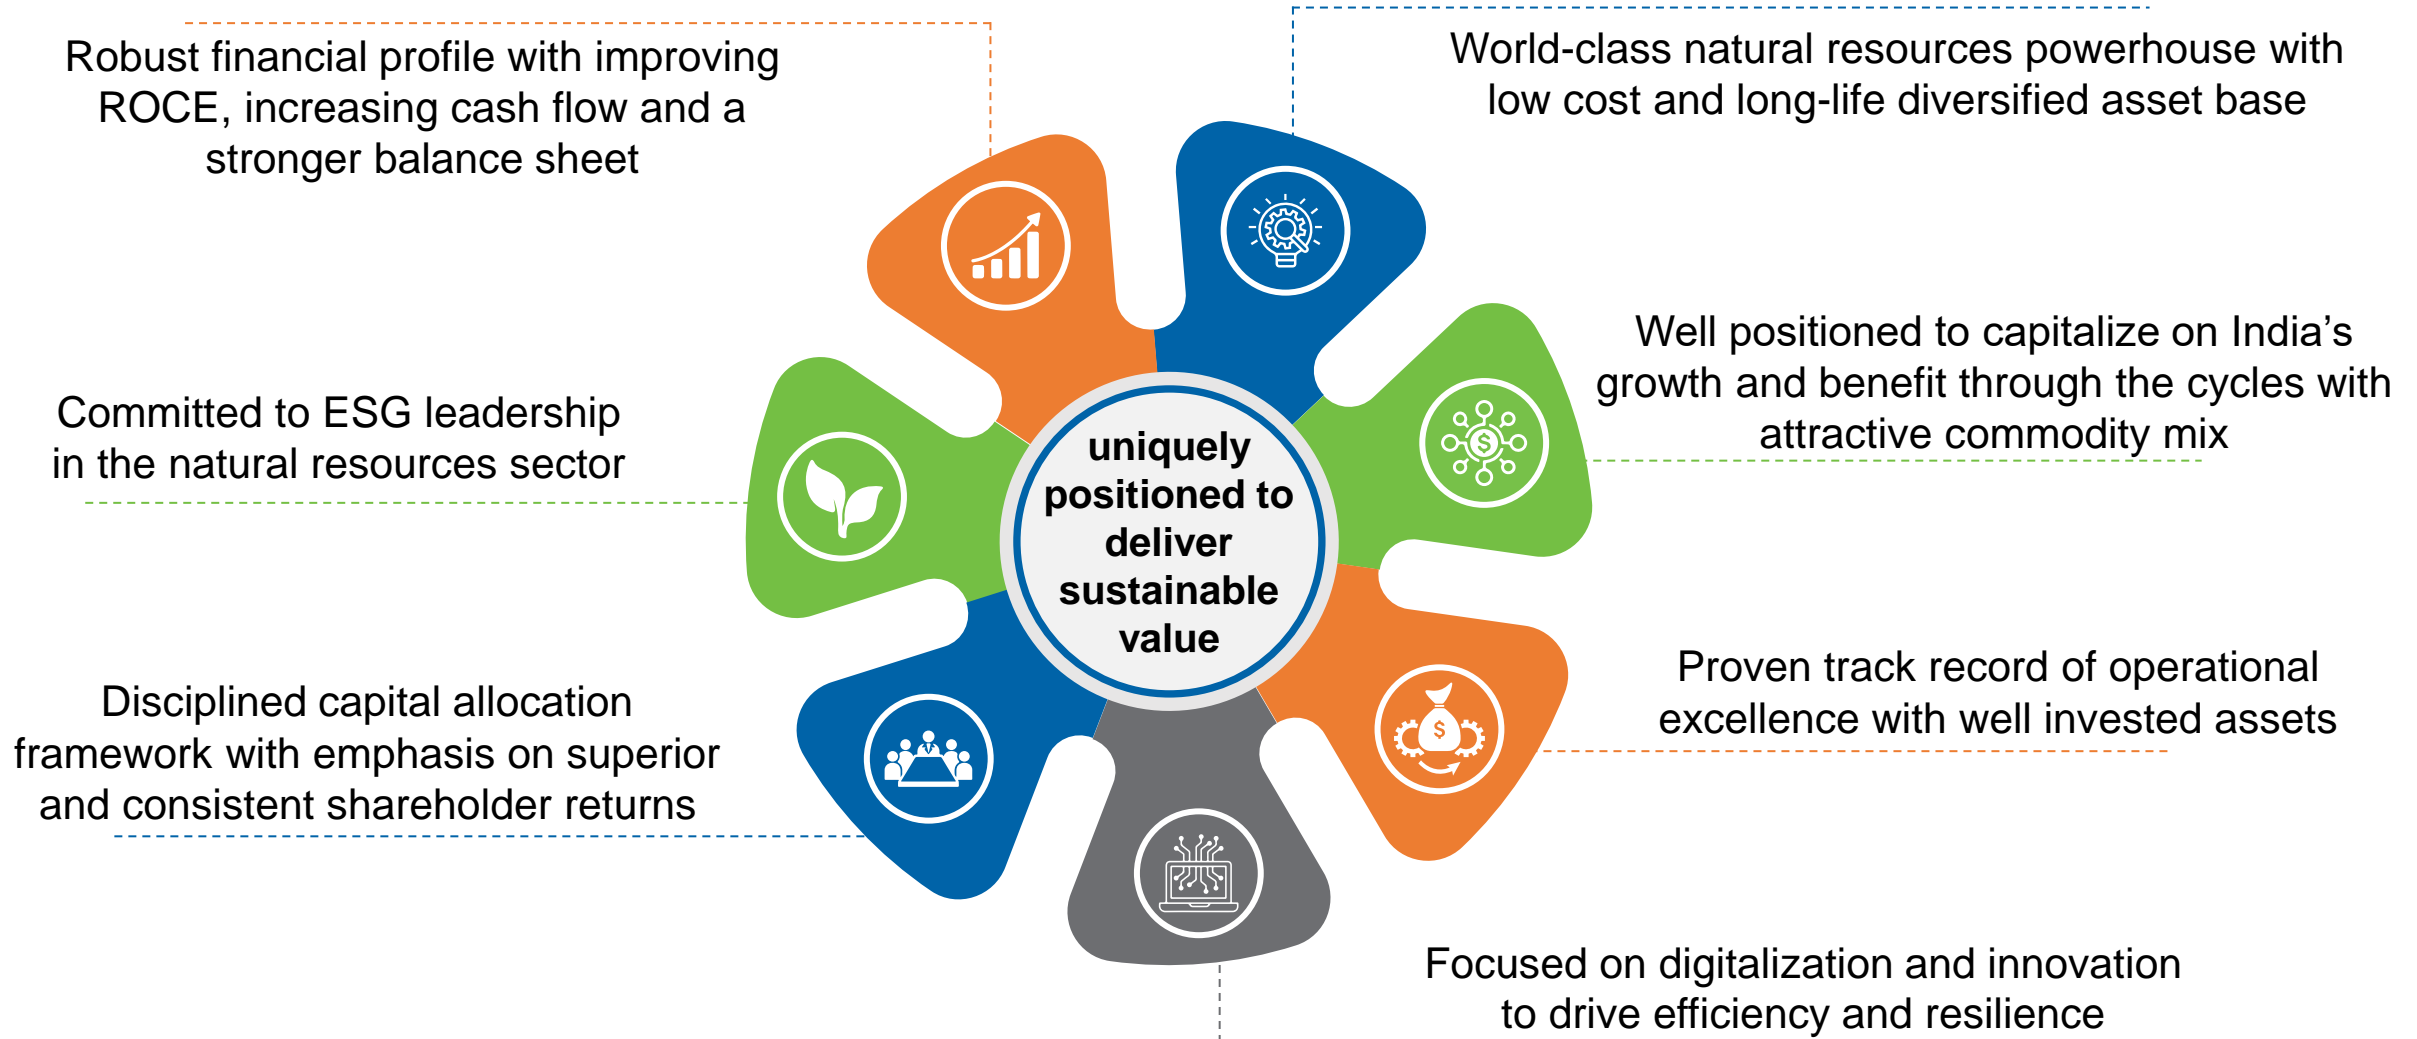 Robust financial profile with improving
ROCE, increasing cash flow and a
stronger balance sheet
World-class natural resources powerhouse with
low cost and long-life diversified asset base
Well positioned to capitalize on India’s
growth and benefit through the cycles with
attractive commodity mix
Committed to ESG leadership
in the natural resources sector
uniquely
positioned to
deliver
sustainable
value
Proven track record of operational
excellence with well invested assets
Disciplined capital allocation
framework with emphasis on superior
and consistent shareholder returns
Focused on digitalization and innovation
to drive efficiency and resilience